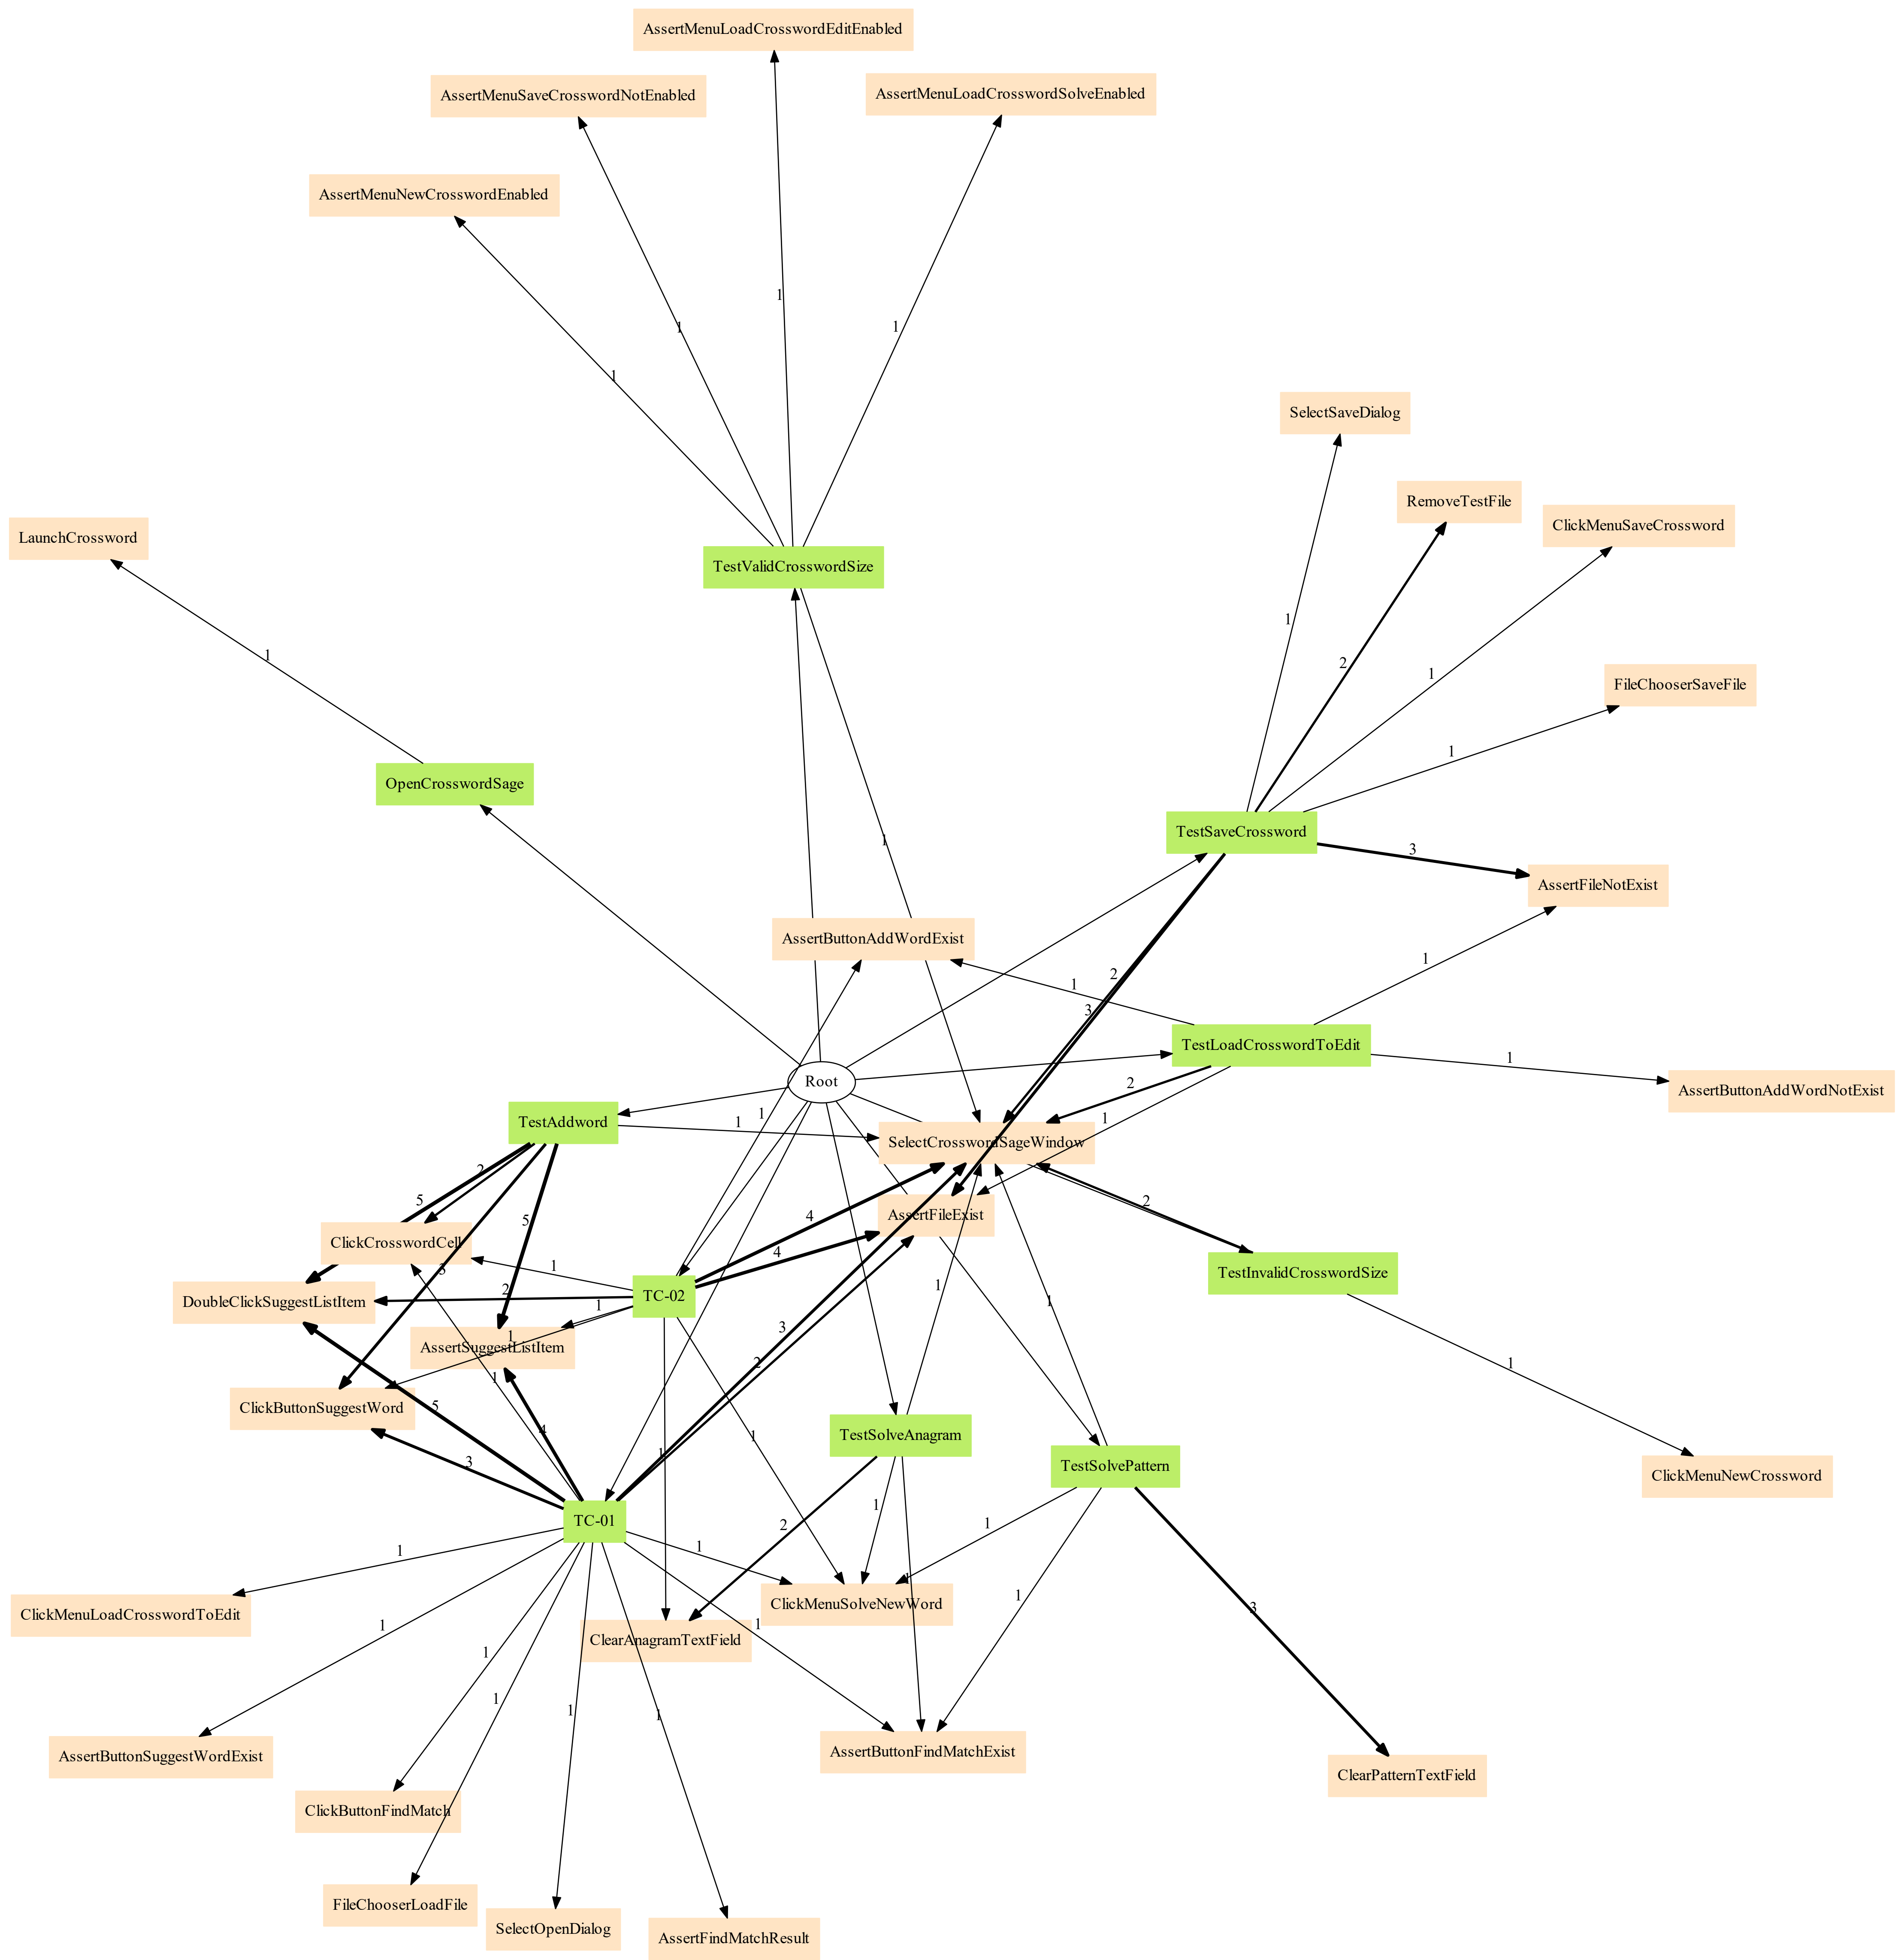 AssertMenuLoadCrosswordEditEnabled
AssertMenuSaveCrosswordNotEnabled
AssertMenuLoadCrosswordSolveEnabled
AssertMenuNewCrosswordEnabled
1
1
1
1
SelectSaveDialog
RemoveTestFile
ClickMenuSaveCrossword
LaunchCrossword
TestValidCrosswordSize
1
1
2
1
FileChooserSaveFile
1
OpenCrosswordSage
TestSaveCrossword
1
3
AssertFileNotExist
AssertButtonAddWordExist
1
2
1
3
TestLoadCrosswordToEdit
1
Root
2
AssertButtonAddWordNotExist
TestAddword
1
1
1
SelectCrosswordSageWindow
2
5
5
2
4
AssertFileExist
ClickCrosswordCell
4
3
1
TestInvalidCrosswordSize
DoubleClickSuggestListItem
2
TC-02
1
1
1
1
AssertSuggestListItem
3
2
1
1
ClickButtonSuggestWord
5
4
1
TestSolveAnagram
1
3
TestSolvePattern
ClickMenuNewCrossword
TC-01
1
2
1
1
1
1
ClickMenuLoadCrosswordToEdit
ClickMenuSolveNewWord
1
1
3
1
1
ClearAnagramTextField
1
1
1
1
AssertButtonSuggestWordExist
AssertButtonFindMatchExist
ClearPatternTextField
ClickButtonFindMatch
FileChooserLoadFile
SelectOpenDialog
AssertFindMatchResult